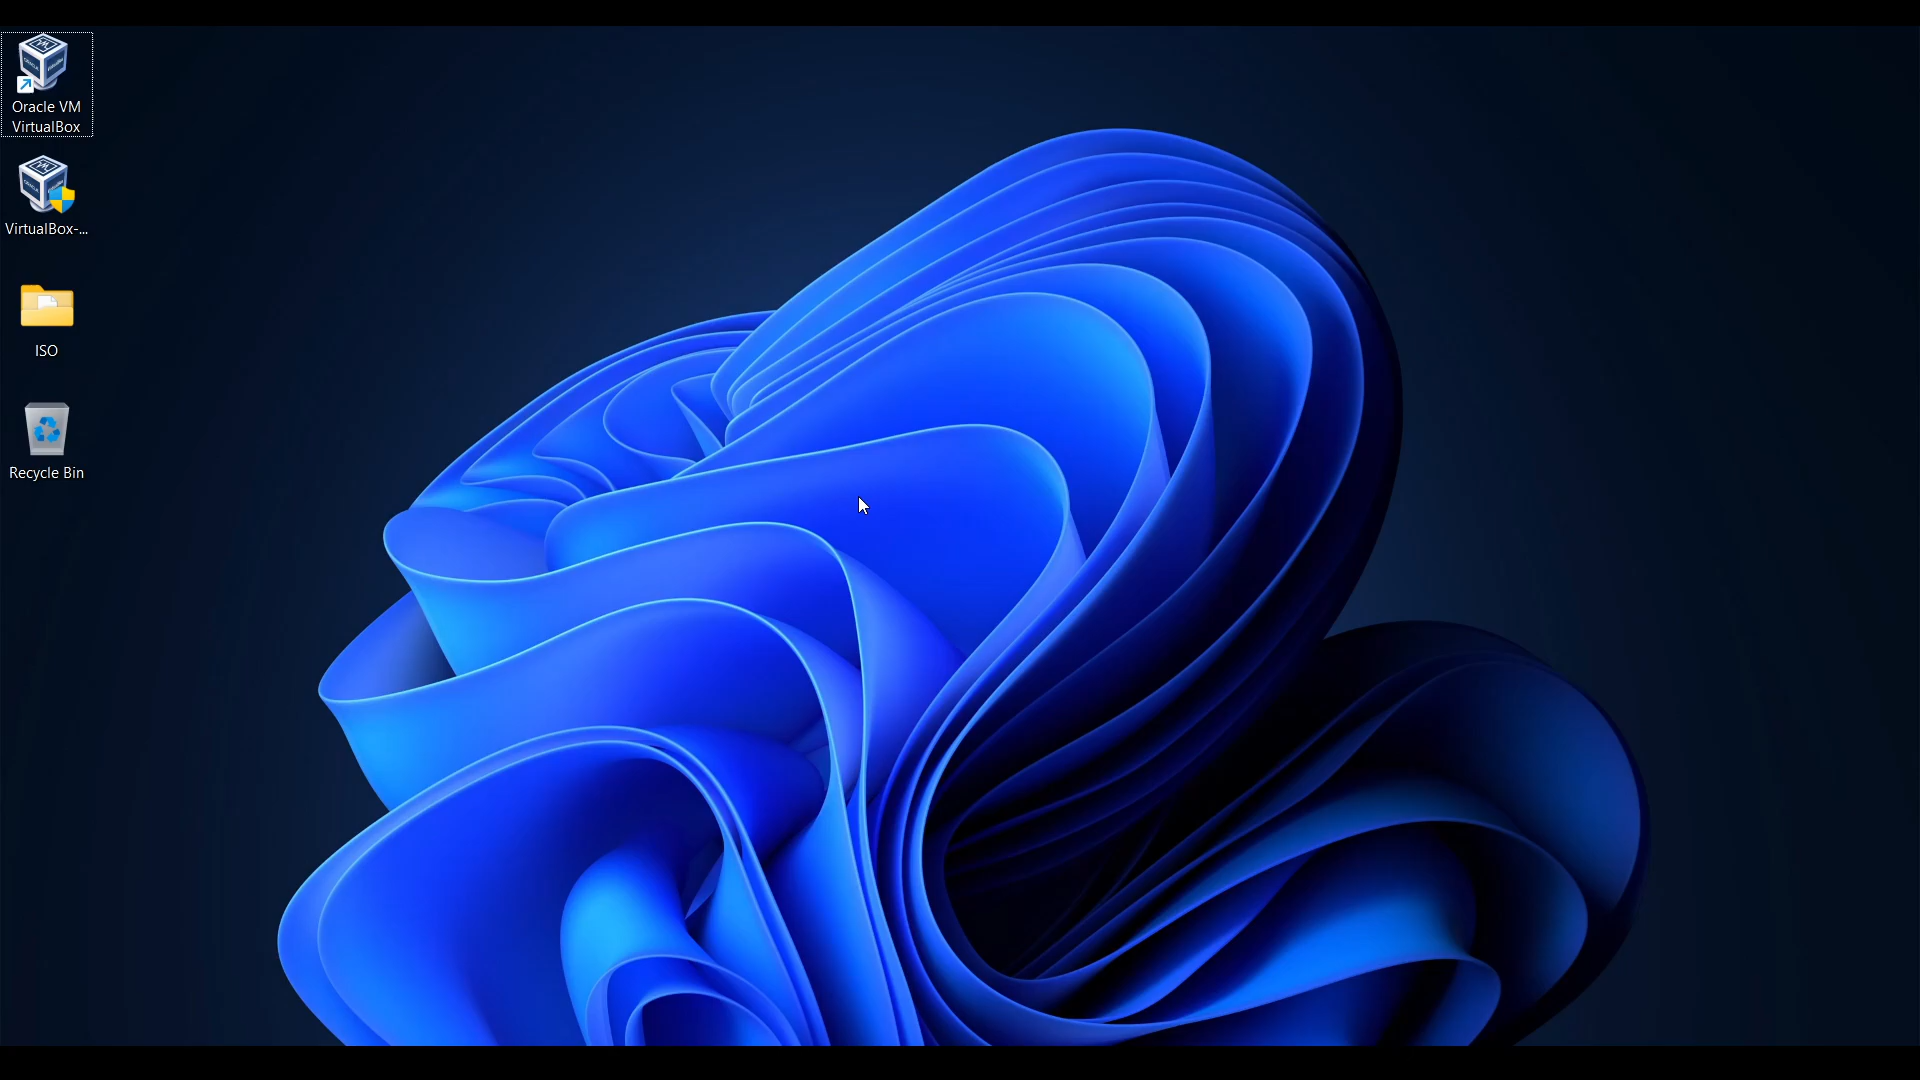 Oracle VM
VirtualBox
VirtualBox-...
ISO
Recycle Bin